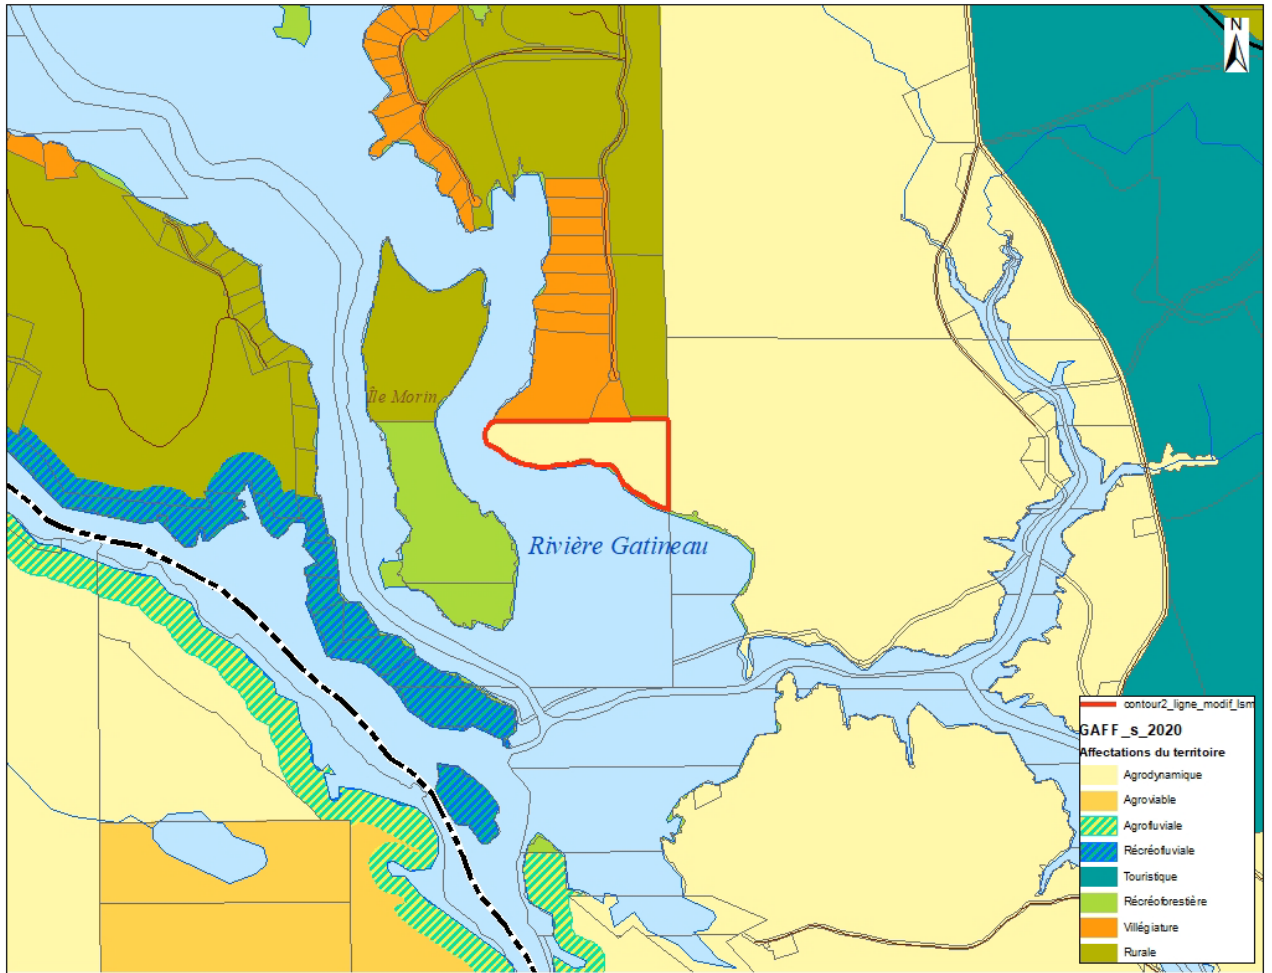 N
Île Morin
Rivière Gatineau
contour2_ligne_modif_lsm
GAFF_s_2020
Affectations du territoire
Agrodynamique
Agroviable
Agrofluviale
Récréofluviale
Touristique
Récréoforestière
Villégiature
Rurale